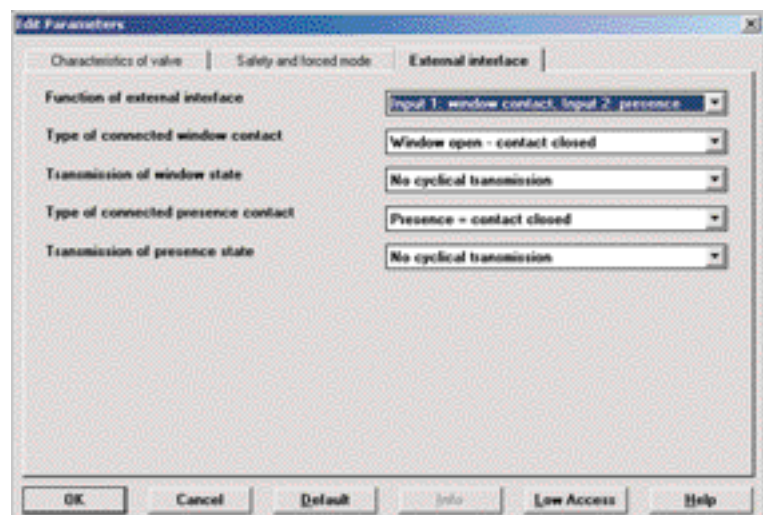 Edit Parameters
Characteristics of valve
Safety and forced mode
External interface
Function of external interface
Input 1: window contact, Input 2: presence
Type of connected window contact
Window open - contact closed
Transmission of window state
No cyclical transmission
Type of connected presence contact
Presence = contact closed
Transmission of presence state
No cyclical transmission
OK
Cancel
Default
Info
Low Access
Help